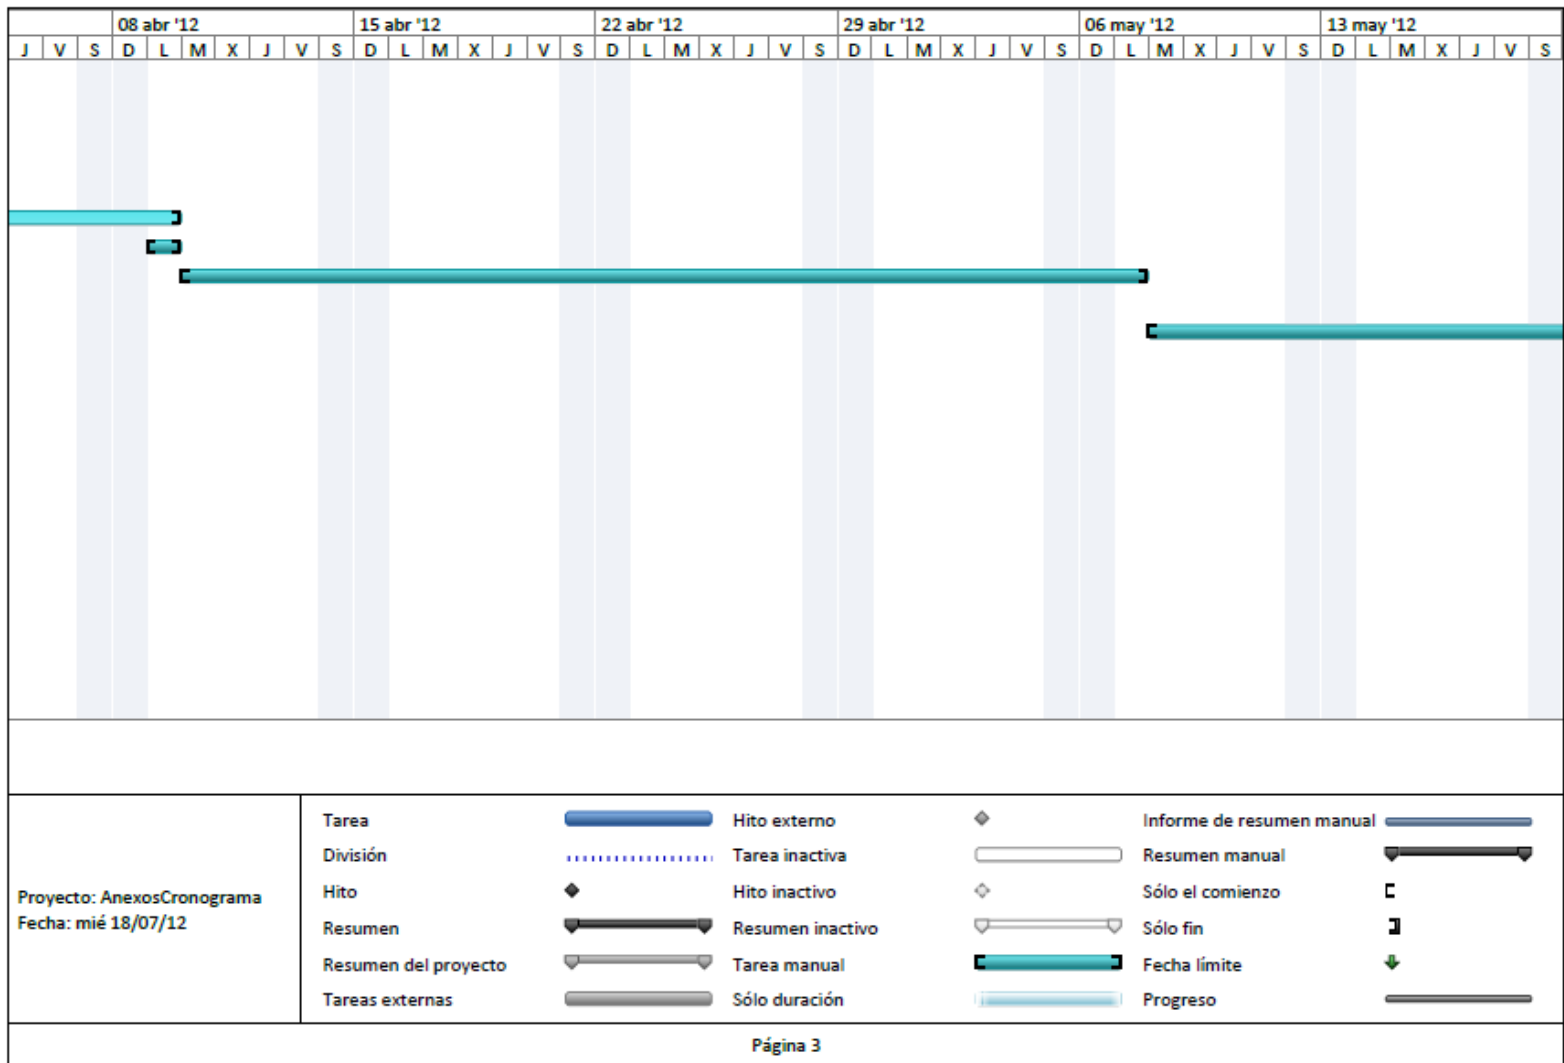 08 abr '12 15 abr '12 22 abr '12 29 abr '12 06 may '12 13 may '12
J V S D L M X J V S D L M X J V S D L M X J V S D L M X J V S D L M X J V S D L M X J V S
Tarea Hito externo Informe de resumen manual
División Tarea inactiva Resumen manual
Hito Hito inactivo Sólo el comienzo
Resumen Resumen inactivo Sólo fin
Resumen del proyecto Tarea manual Fecha límite
Tareas externas Sólo duración Progreso
Proyecto: AnexosCronograma
Fecha: mié 18/07/12
Página 3